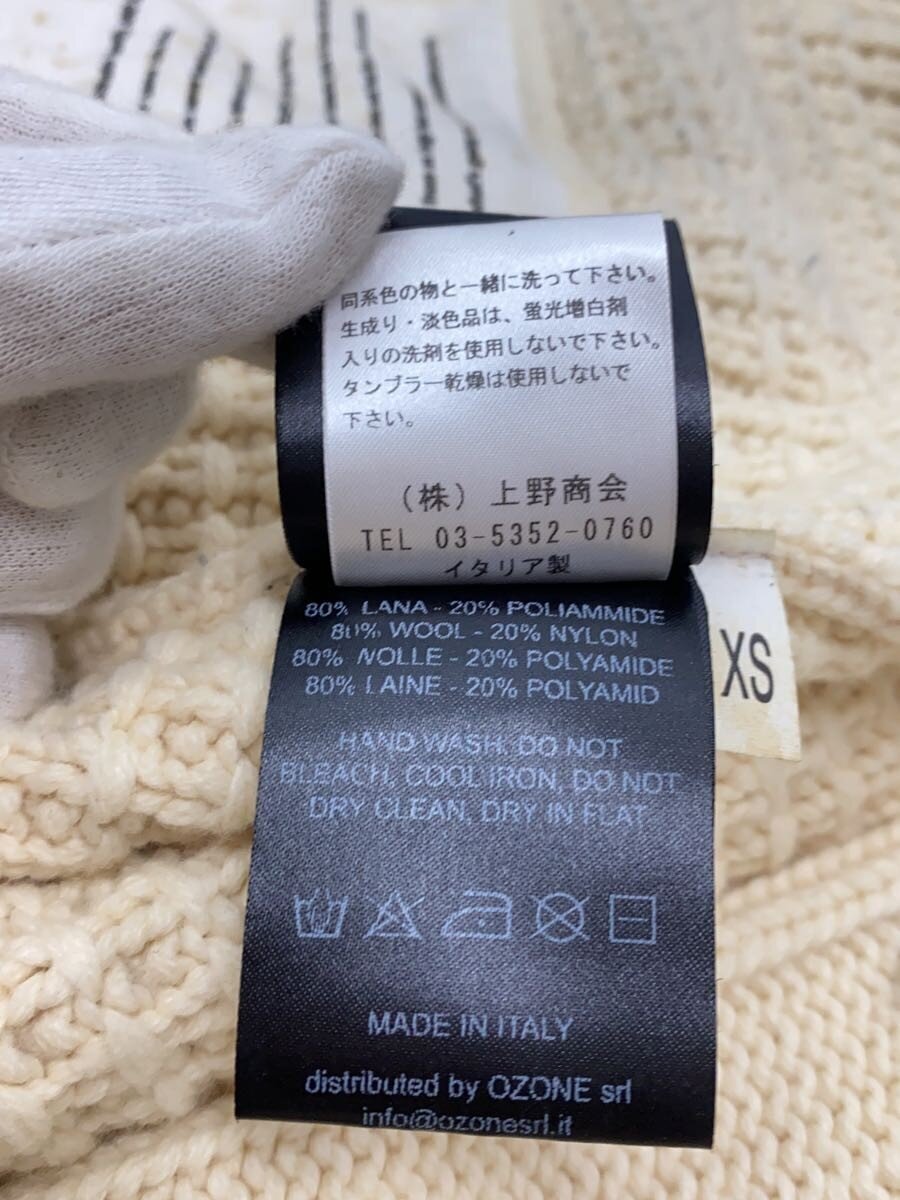 同系色の物と一緒に洗って下さい。
生成り・淡色品は、蛍光増白剤
入りの洗剤を使用しないで下さい。
タンブラー乾燥は使用しないで
下さい。
(株) 上野商会
TEL 03-5352-0760
イタリア製
80% LANA - 20% POLIAMMIDE
80% WOOL - 20% NYLON
80% WOLLE - 20% POLYAMIDE
80% LAINE - 20% POLYAMID
XS
HAND WASH, DO NOT
BLEACH, COOL IRON, DO NOT
DRY CLEAN, DRY IN FLAT
MADE IN ITALY
distributed by OZONE srl
info@ozonesrl.it